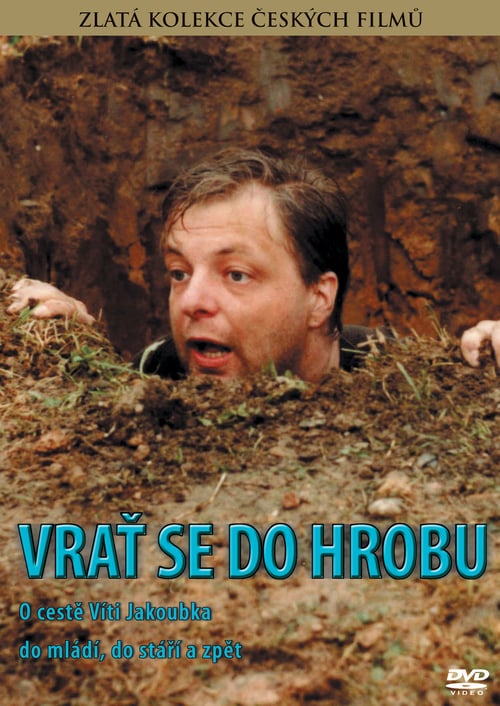 ZLATÁ KOLEKCE ČESKÝCH FILMŮ
VRAŤ SE DO HROBU
O cestě Víti Jakoubka
do mládí, do stáří a zpět
DVD
VIDEO